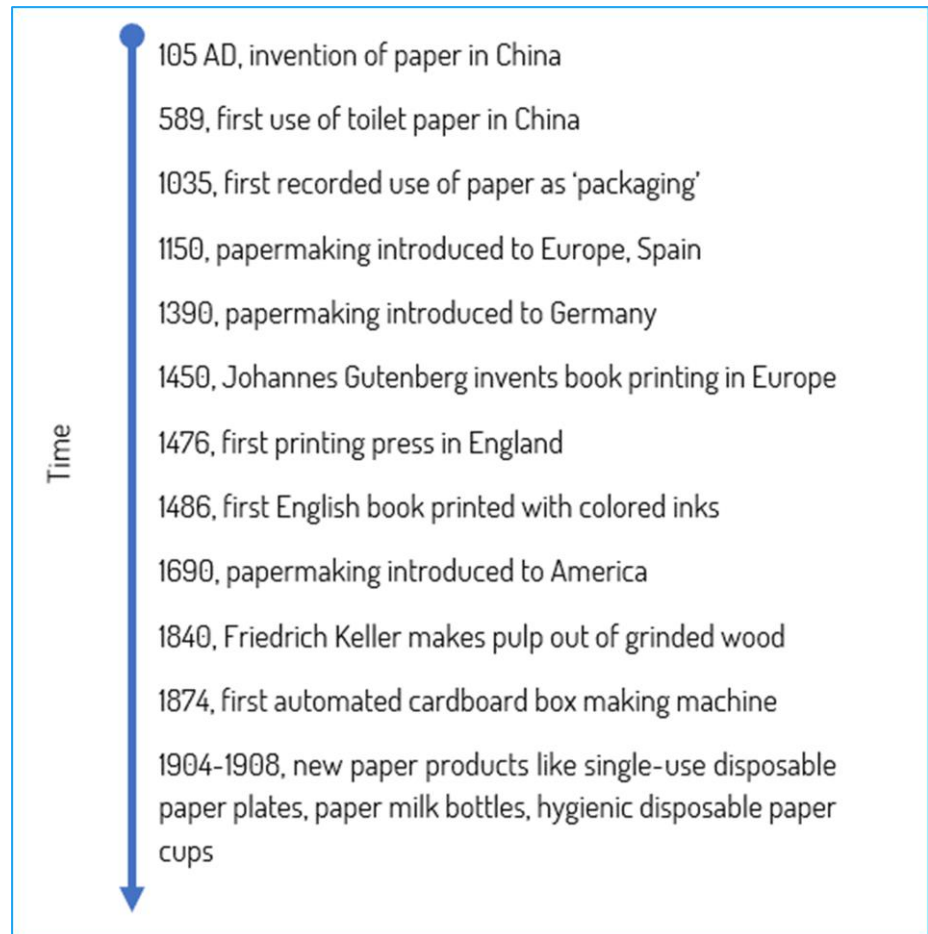 105 AD, invention of paper in China
589, first use of toilet paper in China
1035, first recorded use of paper as ‘packaging’
1150, papermaking introduced to Europe, Spain
1390, papermaking introduced to Germany
1450, Johannes Gutenberg invents book printing in Europe
Time
1476, first printing press in England
1486, first English book printed with colored inks
1690, papermaking introduced to America
1840, Friedrich Keller makes pulp out of grinded wood
1874, first automated cardboard box making machine
1904-1908, new paper products like single-use disposable
paper plates, paper milk bottles, hygienic disposable paper
cups